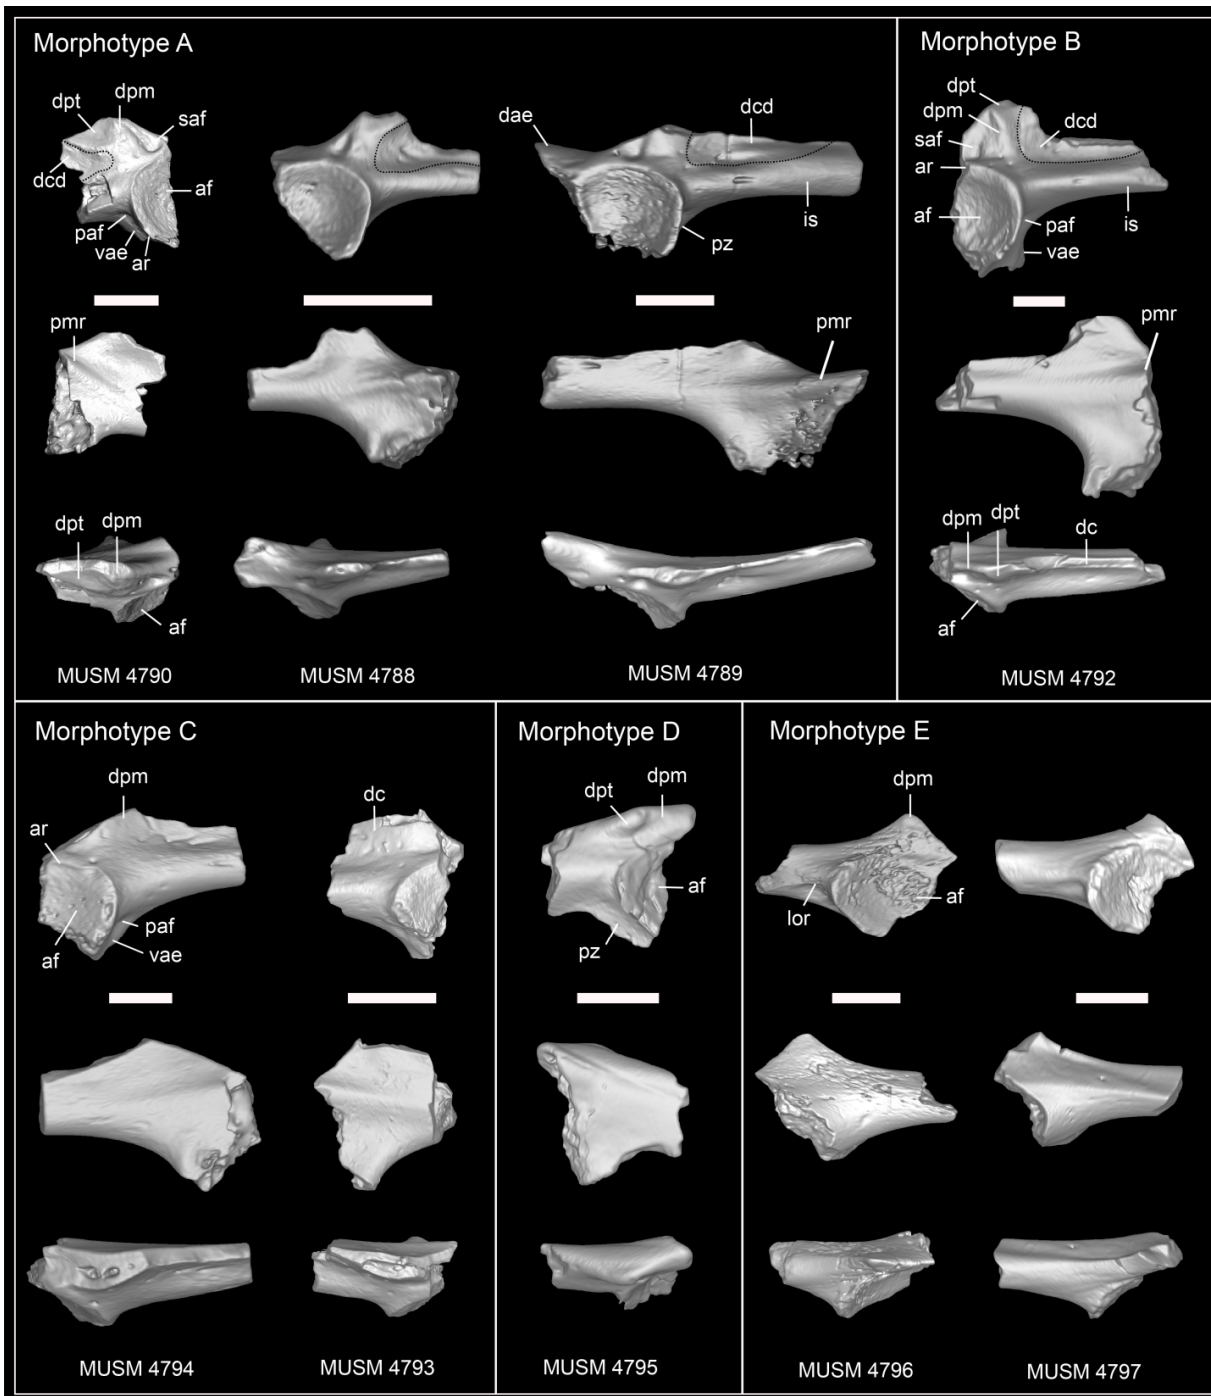 Morphotype A
dpt
dpm
saf
dcd
af
paf
vae
ar
dae
dcd
is
pz
pmr
pmr
dpt
dpm
af
MUSM 4790
MUSM 4788
MUSM 4789
Morphotype B
dpt
dpm
saf
ar
af
dcd
paf
is
vae
pmr
dpm
dpt
dc
af
MUSM 4792
Morphotype C
dpm
ar
af
paf
vae
dc
MUSM 4794
MUSM 4793
Morphotype D
dpt
dpm
af
pz
MUSM 4795
Morphotype E
dpm
lor
af
MUSM 4796
MUSM 4797